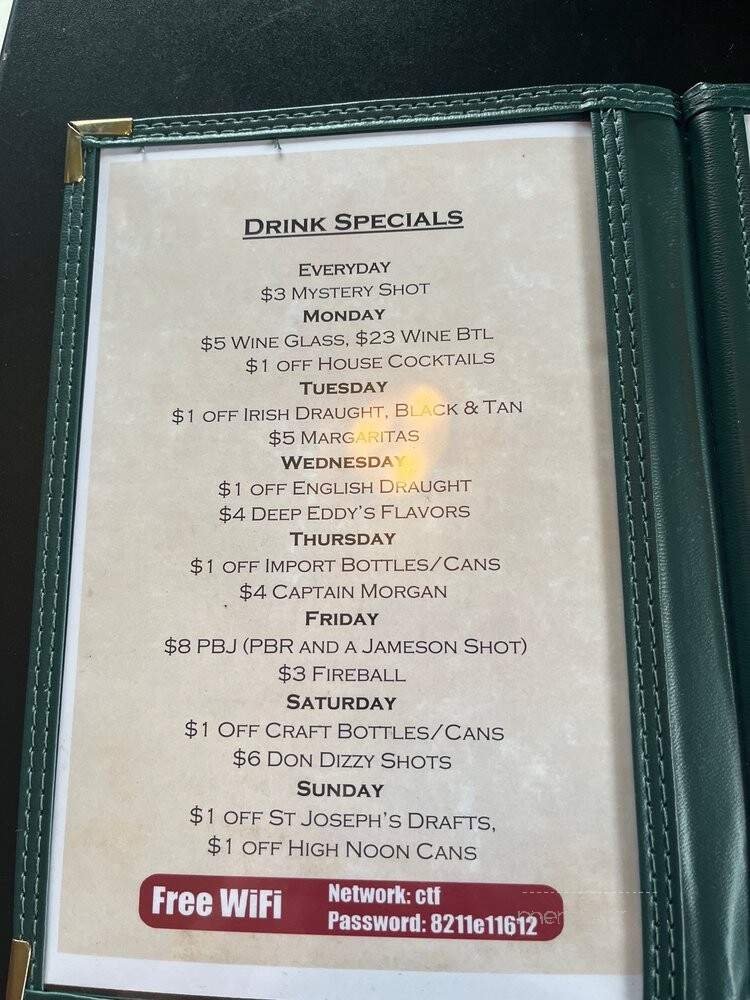 DRINK SPECIALS
EVERYDAY
$3 MYSTERY SHOT
MONDAY
$5 WINE GLASS, $23 WINE BTL
$1 OFF HOUSE COCKTAILS
TUESDAY
$1 OFF IRISH DRAUGHT, BLACK & TAN
$5 MARGARITAS
WEDNESDAY
$1 OFF ENGLISH DRAUGHT
$4 DEEP EDDY'S FLAVORS
THURSDAY
$1 OFF IMPORT BOTTLES/CANS
$4 CAPTAIN MORGAN
FRIDAY
$8 PBJ (PBR AND A JAMESON SHOT)
$3 FIREBALL
SATURDAY
$1 OFF CRAFT BOTTLES/CANS
$6 DON DIZZY SHOTS
SUNDAY
$1 OFF ST JOSEPH'S DRAFTS,
$1 OFF HIGH NOON CANS
Free WiFi
Network: ctf
Password: 8211e11612